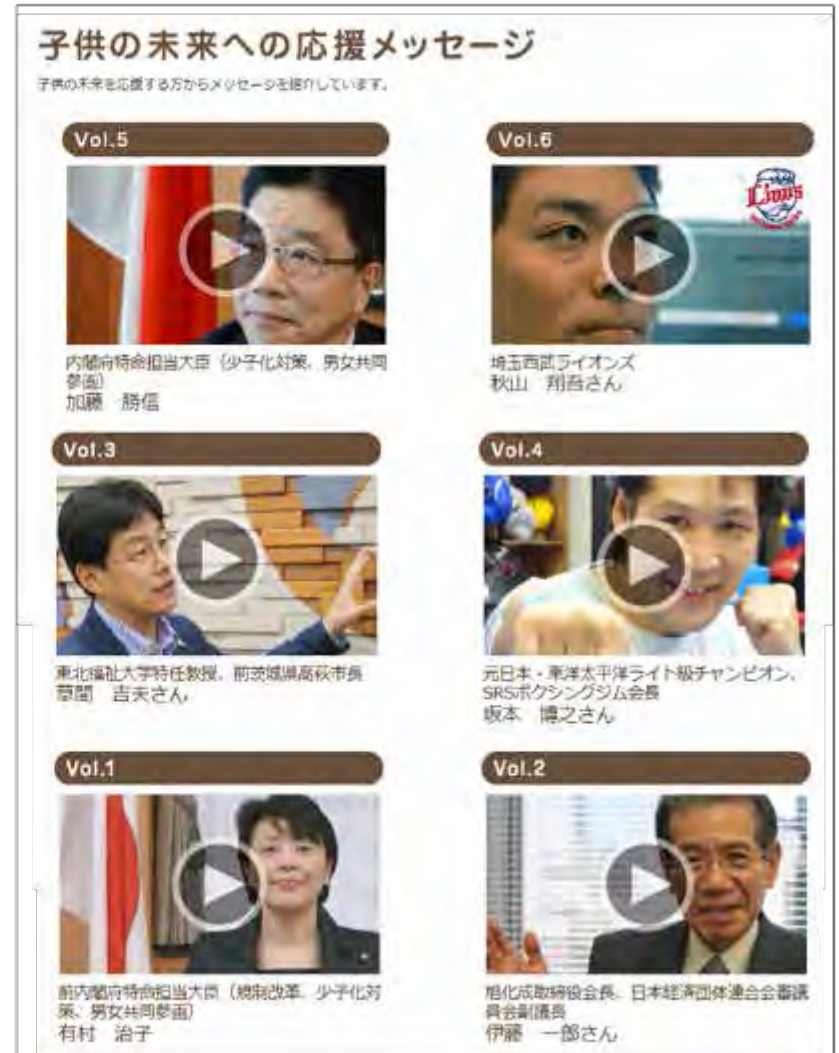 子供の未来への応援メッセージ
子供の未来を応援する方からメッセージを紹介しています。
Vol.5
内閣府特命担当大臣（少子化対策、男女共同
参画）
加藤　勝信
Vol.6
Lions
埼玉西武ライオンズ
秋山　翔吾さん
Vol.3
東北福祉大学特任教授、前茨城県高萩市長
草間　吉夫さん
Vol.4
元日本・東洋太平洋ライト級チャンピオン、
SRSボクシングジム会長
坂本　博之さん
Vol.1
前内閣府特命担当大臣（規制改革、少子化対
策、男女共同参画）
有村　治子
Vol.2
旭化成取締役会長、日本経済団体連合会審議
員会副議長
伊藤　一郎さん